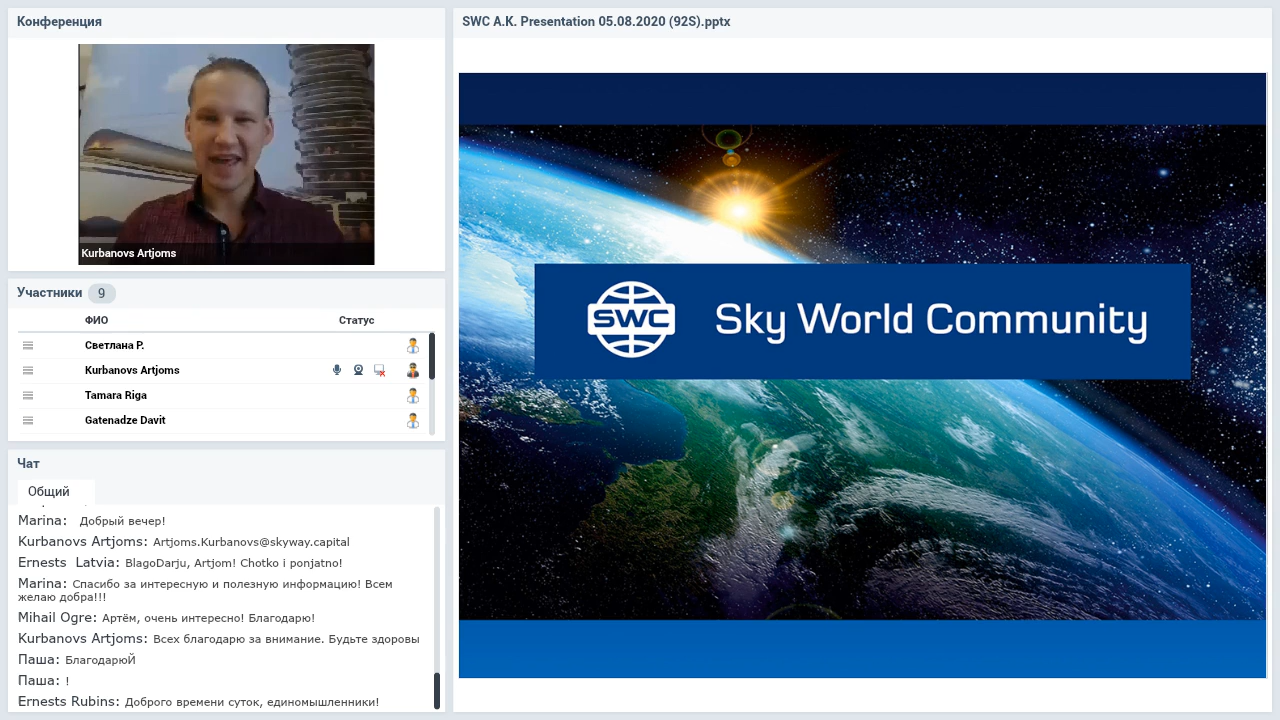 Конференция
Kurbanovs Artjoms
Участники 9
ФИО Статус
Светлана Р.
Kurbanovs Artjoms
Tamara Riga
Gatenadze Davit
Чат
Общий
Marina: Добрый вечер!
Kurbanovs Artjoms: Artjoms.Kurbanovs@skyway.capital
Ernests Latvia: BlagoDarju, Artjom! Chotko i ponjatno!
Marina: Спасибо за интересную и полезную информацию! Всем
желаю добра!!!
Mihail Ogre: Артём, очень интересно! Благодарю!
Kurbanovs Artjoms: Всех благодарю за внимание. Будьте здоровы
Паша: БлагодарюЙ
Паша: !
Ernests Rubins: Доброго времени суток, единомышленники!
SWC A.K. Presentation 05.08.2020 (92S).pptx
SWC Sky World Community